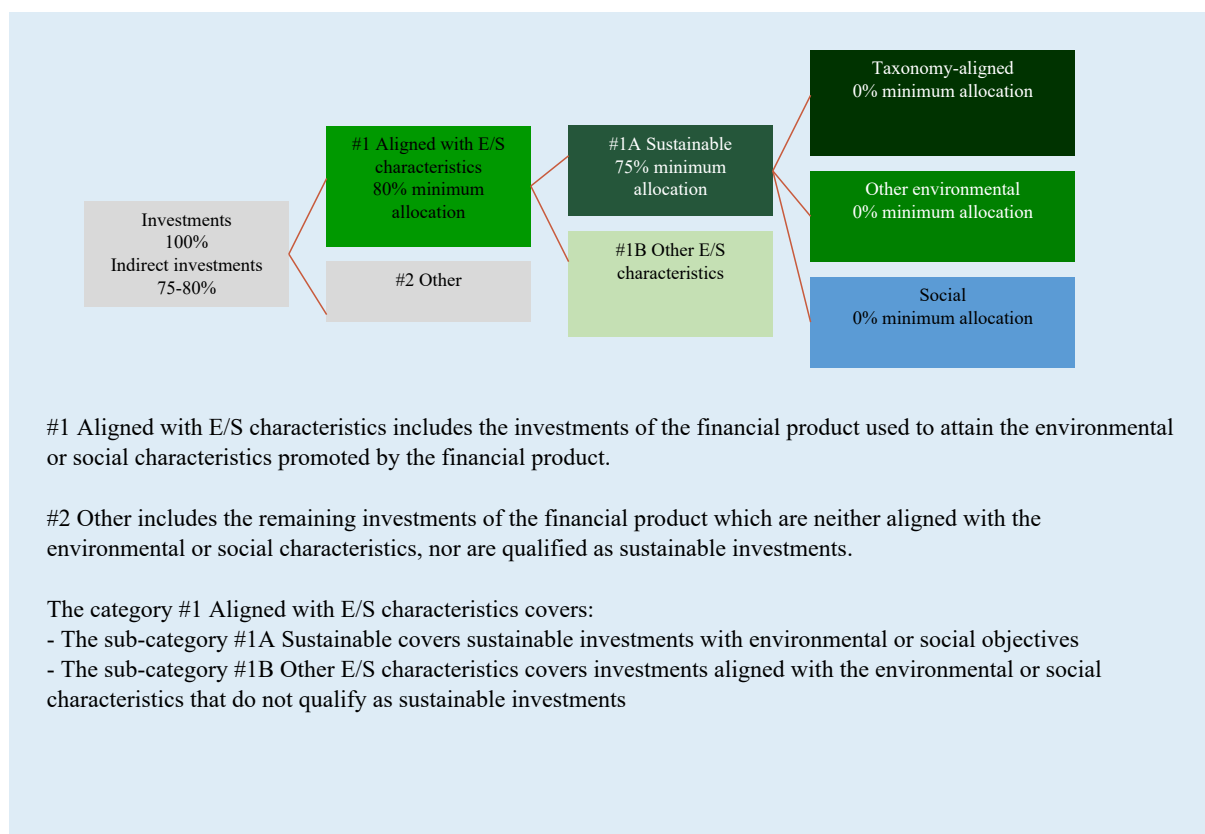 Investments
100%
Indirect investments
75-80%
#1 Aligned with E/S
characteristics
80% minimum
allocation
#2 Other
#1A Sustainable
75% minimum
allocation
#1B Other E/S
characteristics
Taxonomy-aligned
0% minimum allocation
Other environmental
0% minimum allocation
Social
0% minimum allocation
#1 Aligned with E/S characteristics includes the investments of the financial product used to attain the environmental
or social characteristics promoted by the financial product.
#2 Other includes the remaining investments of the financial product which are neither aligned with the
environmental or social characteristics, nor are qualified as sustainable investments.
The category #1 Aligned with E/S characteristics covers:
- The sub-category #1A Sustainable covers sustainable investments with environmental or social objectives
- The sub-category #1B Other E/S characteristics covers investments aligned with the environmental or social
characteristics that do not qualify as sustainable investments